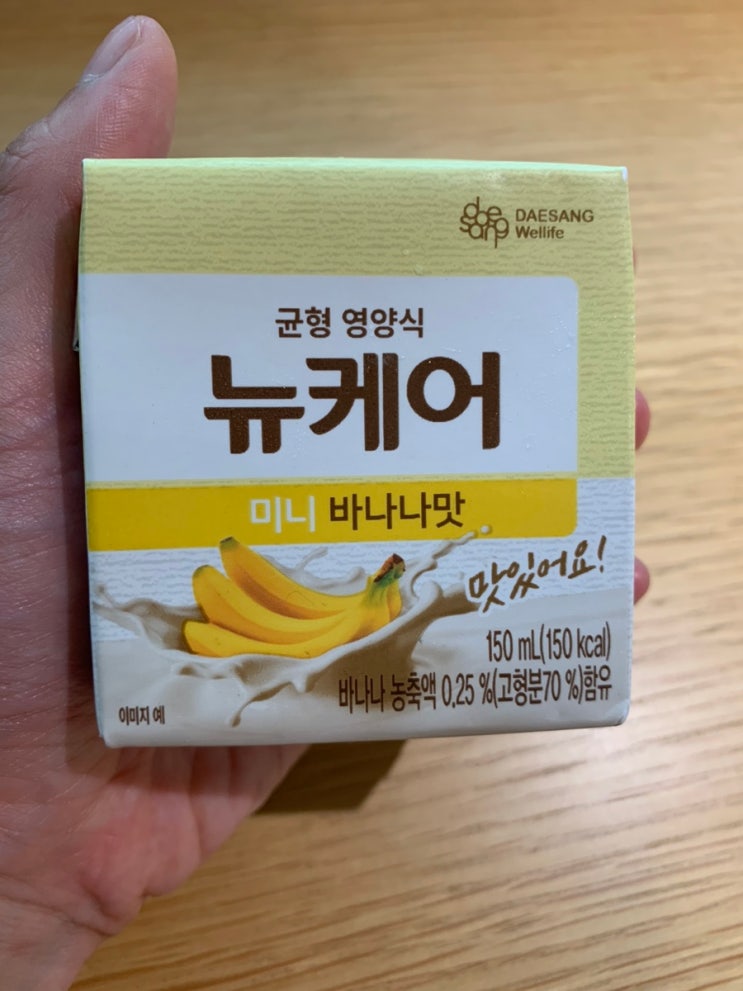 daesang
DAESANG
Wellife
균형 영양식
뉴케어
미니 바나나맛
맛있어요!
150 mL(150 kcal)
바나나 농축액 0.25 %(고형분70 %)함유
이미지 예